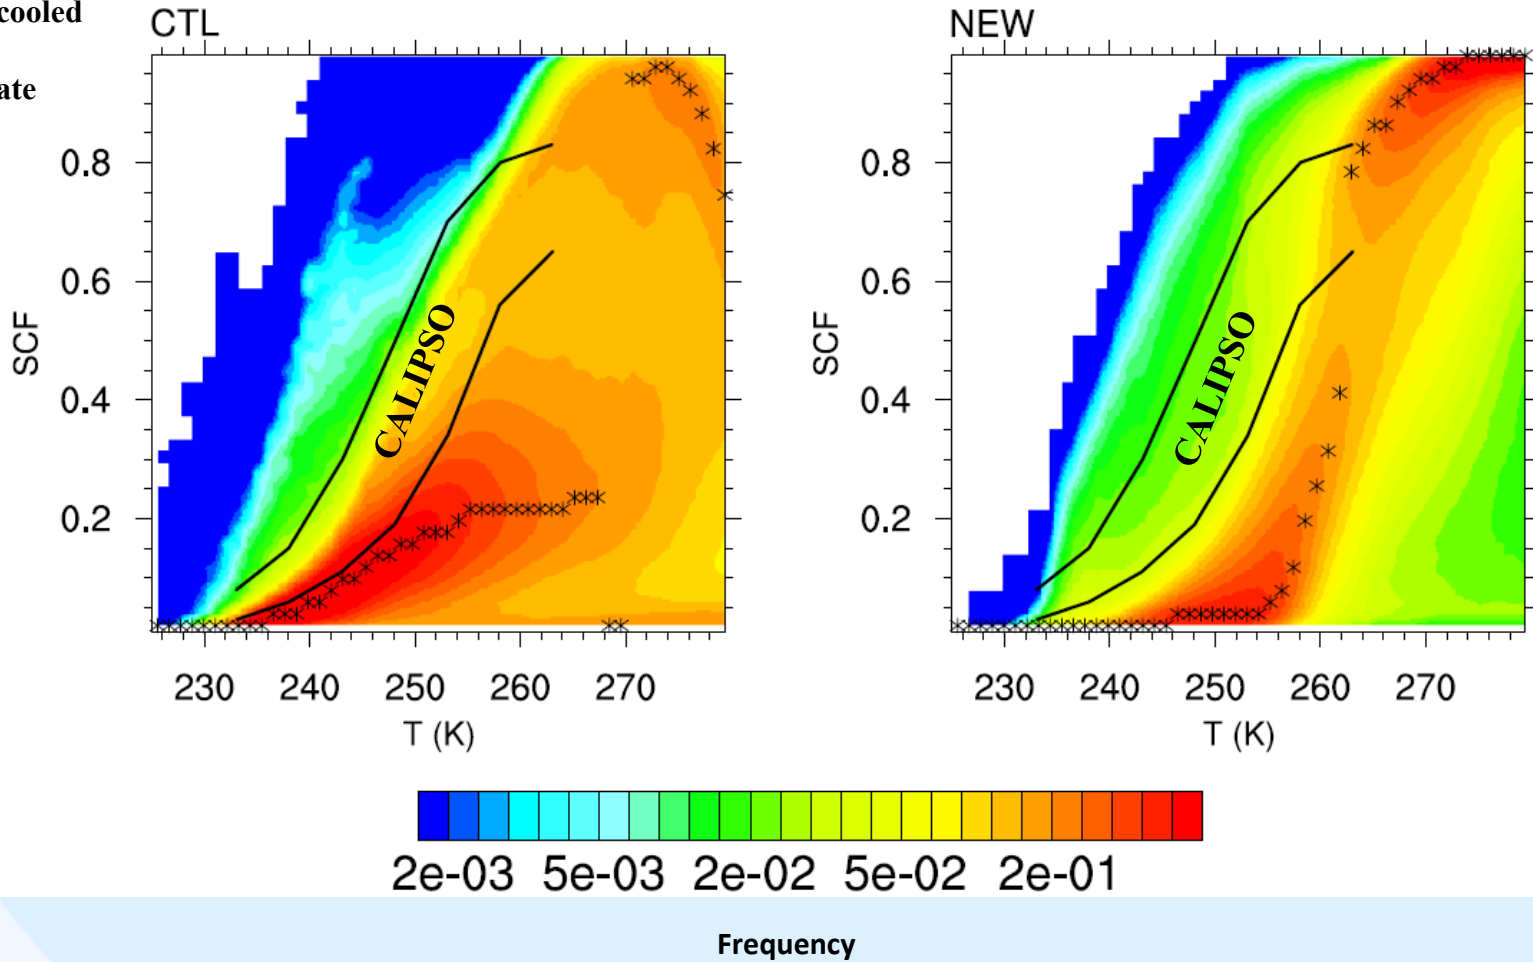 cooled
ate
CTL
NEW
0.8
0.6
0.4
0.2
SCF
CALIPSO
230 240 250 260 270
T (K)
0.8
0.6
0.4
0.2
SCF
CALIPSO
230 240 250 260 270
T (K)
2e-03 5e-03 2e-02 5e-02 2e-01
Frequency